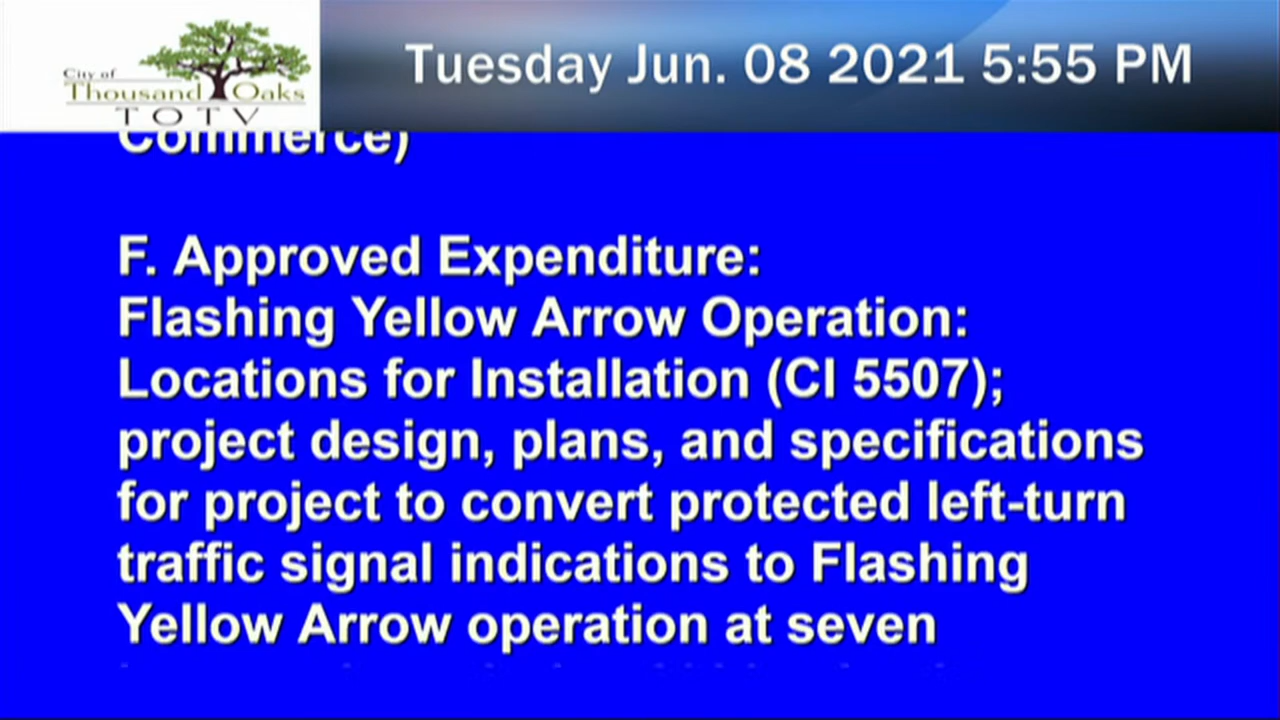 City of
Thousand Oaks
TOTV
Tuesday Jun. 08 2021 5:55 PM
Commerce)
F. Approved Expenditure:
Flashing Yellow Arrow Operation:
Locations for Installation (CI 5507);
project design, plans, and specifications
for project to convert protected left-turn
traffic signal indications to Flashing
Yellow Arrow operation at seven